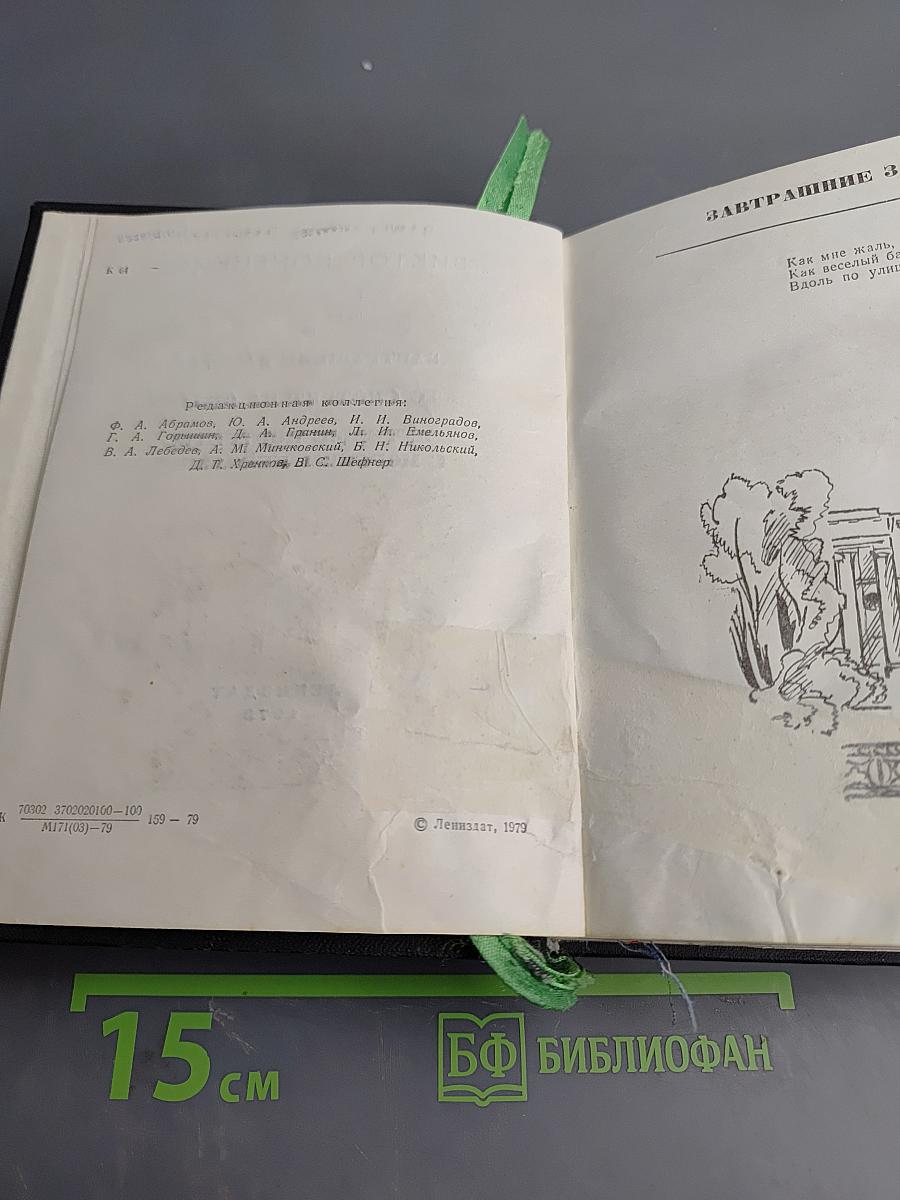 К 64 —
Редакционная коллегия:
Ф. А. Абрамов, Ю. А. Андреев, И. И. Виноградов,
Г. А. Горышин, Д. А. Гранин, Л. И. Емельянов,
В. А. Лебедев, А. М. Минчковский, Б. Н. Никольский,
Д. Т. Хренков, В. С. Шефнер
К 70302 3702020100—100
М171(03)—79
159 — 79
© Лениздат, 1979
ЗАВТРАШНИЕ З
Как мне жаль,
Как веселый ба
Вдоль по улиц
15 см
БФ БИБЛИОФАН